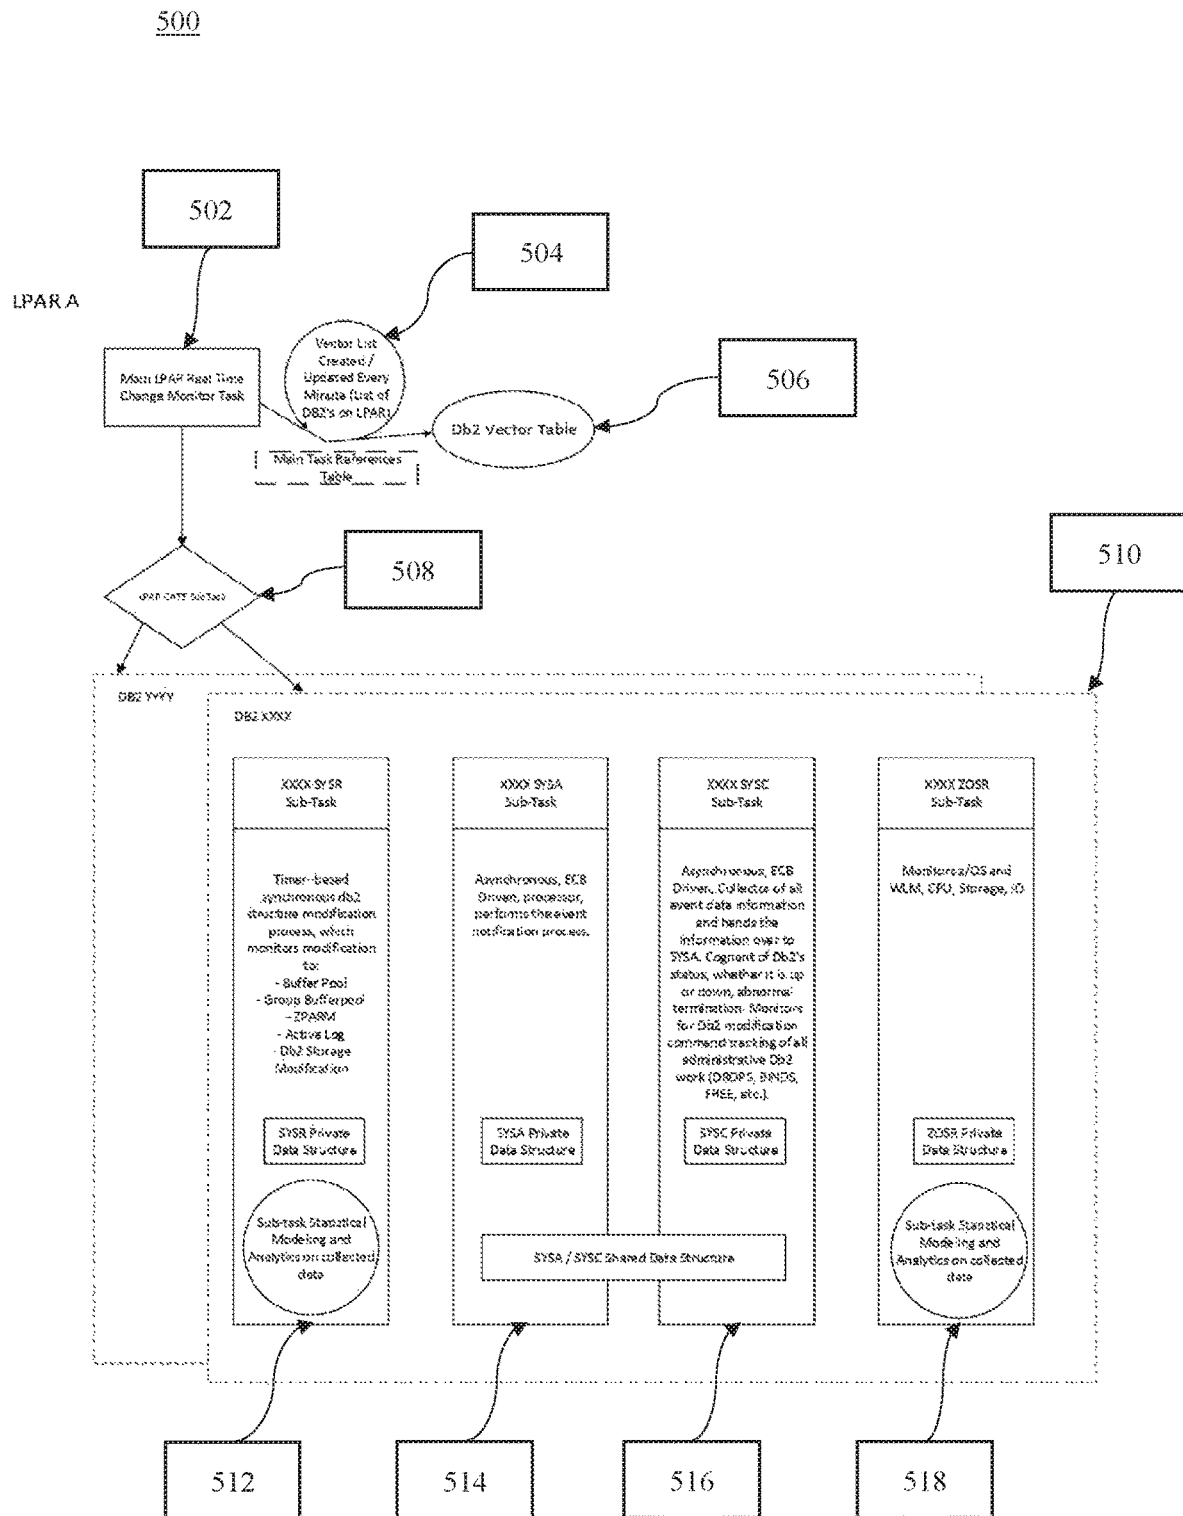 500
502
504
LPAR A
Vector List
Created /
Updated Every
Minute (List of
DB2's on LPAR)
Main LPAR Real Time
Change Monitor Task
506
Db2 Vector Table
Main Task References
Table
508
510
LPAR GATE SubTask
DB2 YYYY
DB2 XXXX
XXXX SYSR
Sub-Task
Timer-based
synchronous db2
structure modification
process, which
monitors modification
to:
- Buffer Pool
- Group Bufferpool
- ZPARM
- Active Log
- Db2 Storage
Modification
SYSR Private
Data Structure
Sub-task Statistical
Modeling and
Analytics on collected
data
XXXX SYSA
Sub-Task
Asynchronous, ECB
Driven, processor,
performs the event
notification process.
SYSA Private
Data Structure
XXXX SYSC
Sub-Task
Asynchronous, ECB
Driven. Collector of all
event data information
and hands the
information over to
SYSA. Cognent of Db2's
status, whether it is up
or down, abnormal
termination. Monitors
for Db2 modification
command tracking of all
administrative Db2
work (DROPS, BINDS,
FREE, etc.).
SYSC Private
Data Structure
SYSA / SYSC Shared Data Structure
XXXX ZOSR
Sub-Task
Monitors z/OS and
WLM, CPU, Storage, IO
ZOSR Private
Data Structure
Sub-task Statistical
Modeling and
Analytics on collected
data
512
514
516
518